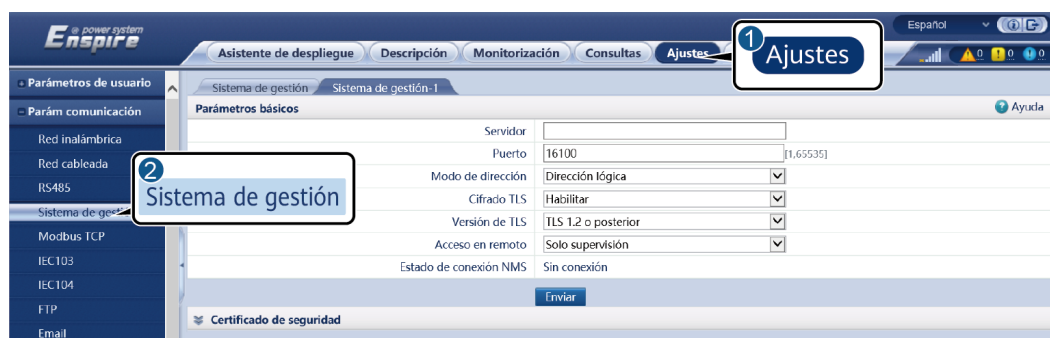 e power system
Enspire
Español
Asistente de despliegue Descripción Monitorización Consultas Ajustes
1 Ajustes
0 0 0
Parámetros de usuario
Parám comunicación
Red inalámbrica
Red cableada
RS485
Sistema de
Modbus TCP
IEC103
IEC104
FTP
Email
2 Sistema de gestión
Sistema de gestión Sistema de gestión-1
Parámetros básicos Ayuda
Servidor
Puerto 16100 [1,65535]
Modo de dirección Dirección lógica
Cifrado TLS Habilitar
Versión de TLS TLS 1.2 o posterior
Acceso en remoto Solo supervisión
Estado de conexión NMS Sin conexión
Enviar
Certificado de seguridad